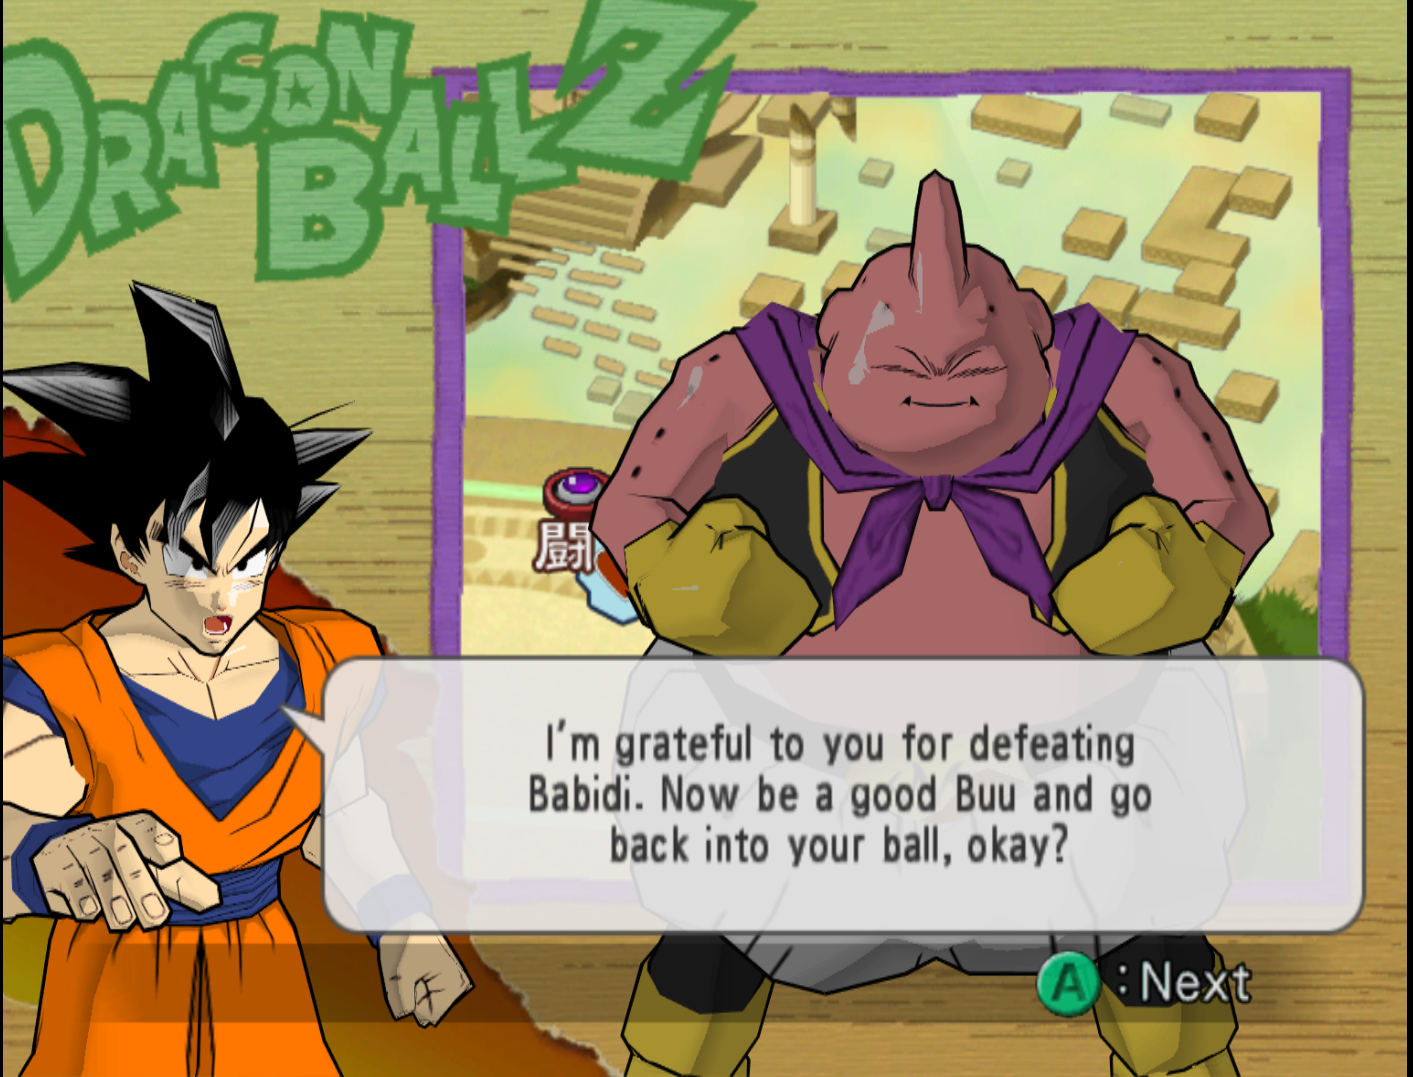 DRAGON
BALL Z
闘
I'm grateful to you for defeating
Babidi. Now be a good Buu and go
back into your ball, okay?
A : Next